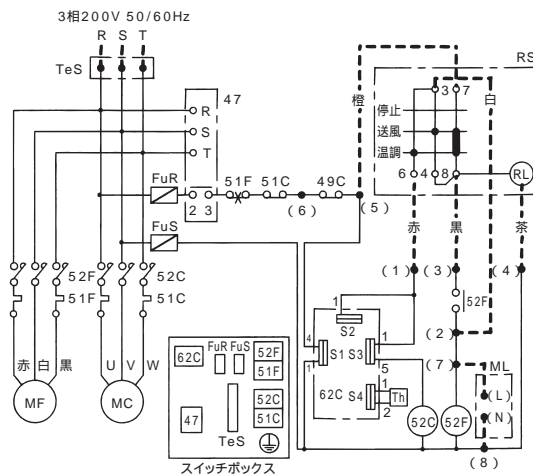 3相200V 50/60Hz
R S T
TeS
47
R
S
T
FuR
2 3
51F 51C 49C
(6)
(5)
FuS
橙
RS
3 7
白
停止
送風
温調
6 4 8
RL
赤 黒 茶
(1) (3) (4)
52F
(2)
(7)
ML
(L)
(N)
(8)
52F
51F
52C
51C
赤 白 黒
U V W
MF
MC
1
S2
4
S1 S3
1
1
5
62C S4
1
2
Th
52C
52F
62C
FuR FuS
52F
51F
47
TeS
52C
51C
スイッチボックス